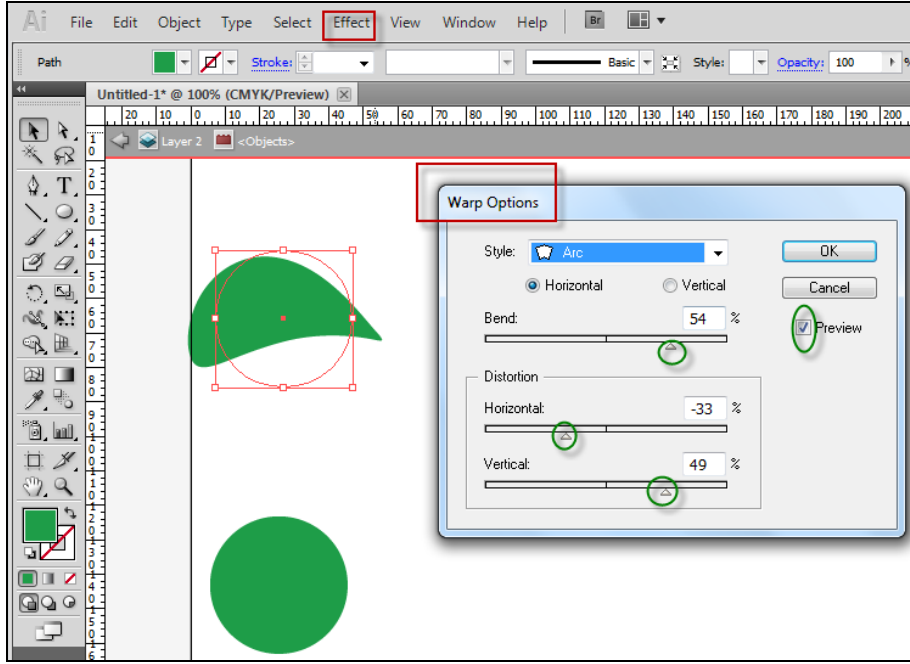 Ai File Edit Object Type Select Effect View Window Help Br
Path Stroke: Basic Style: Opacity: 100
Untitled-1* @ 100% (CMYK/Preview)
20 10 0 10 20 30 40 50 60 70 80 90 100 110 120 130 140 150 160 170 180 190 200
Layer 2 <Objects>
Warp Options
Style: Arc OK
Horizontal Vertical Cancel
Bend: 54 % Preview
Distortion
Horizontal: -33 %
Vertical: 49 %